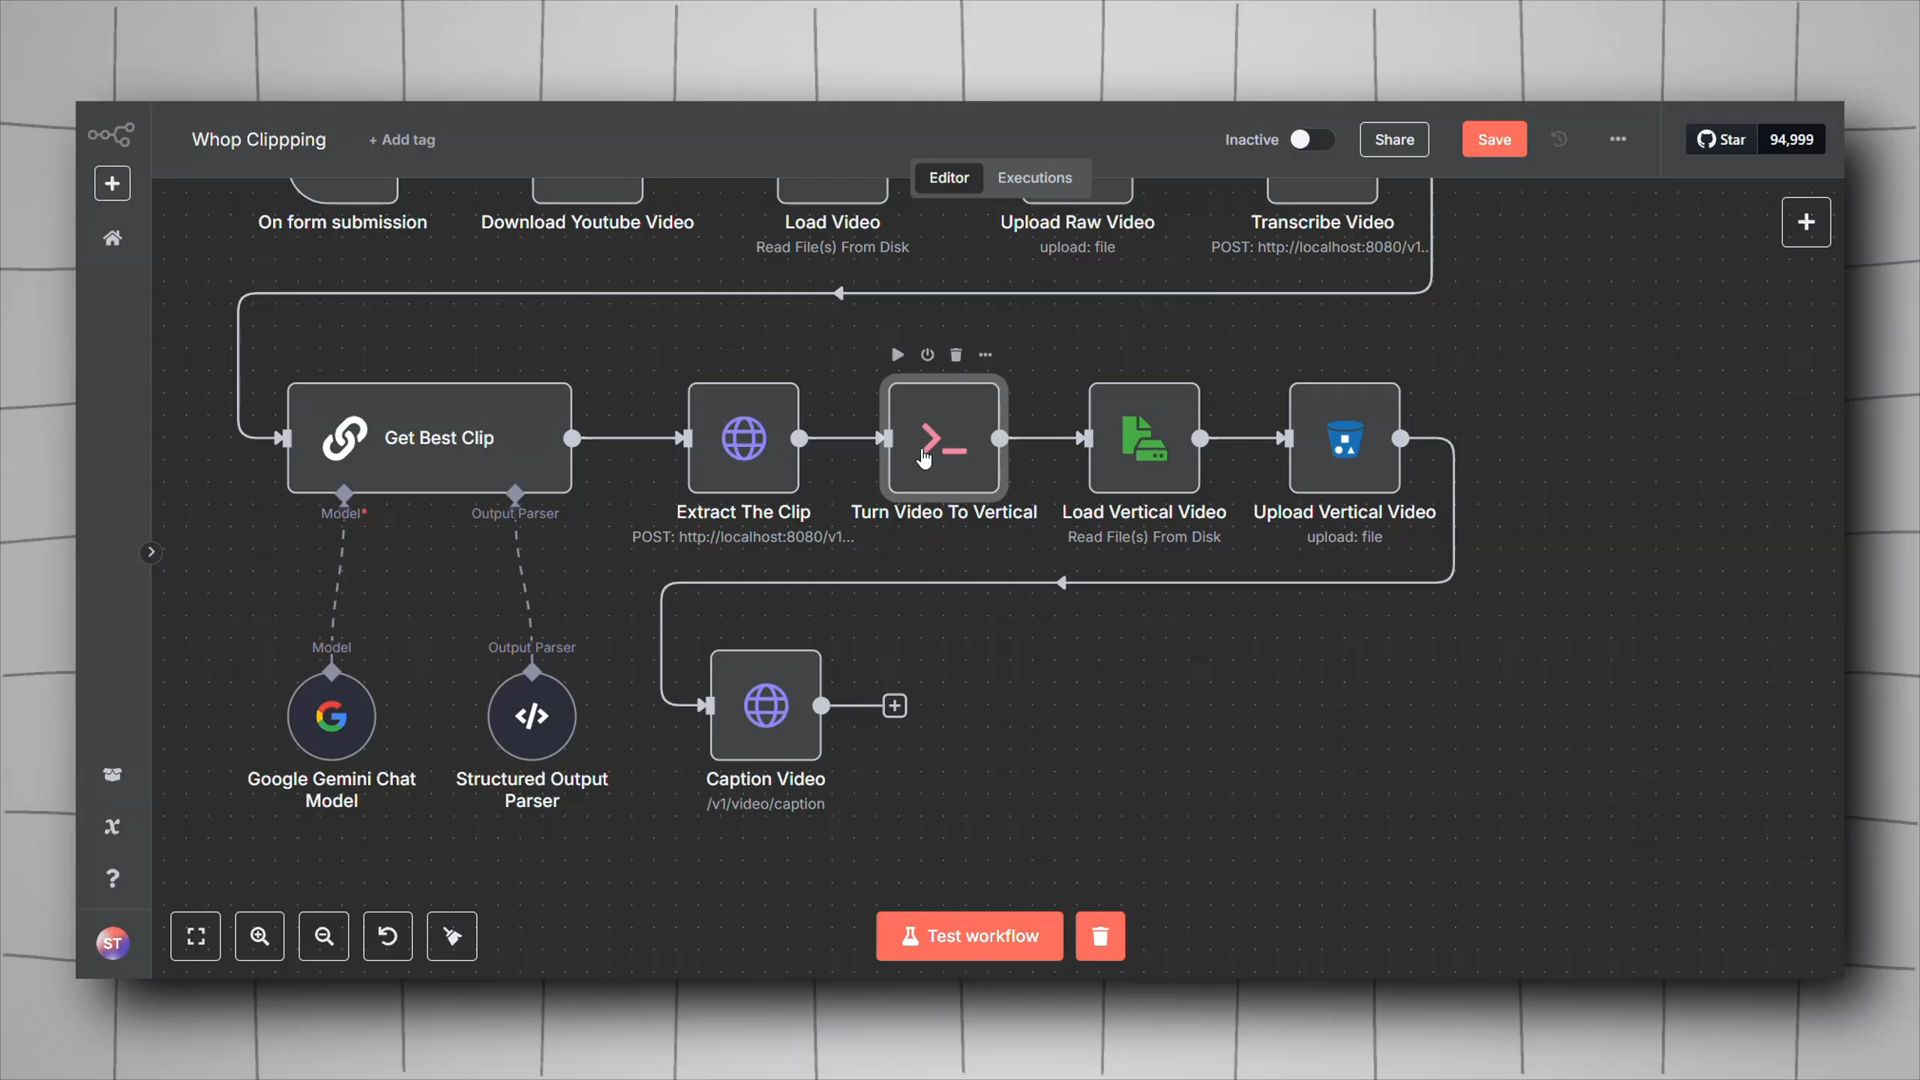 Whop Clippping
+ Add tag
Inactive
Share
Save
Star
94,999
Editor
Executions
On form submission
Download Youtube Video
Load Video
Read File(s) From Disk
Upload Raw Video
upload: file
Transcribe Video
POST: http://localhost:8080/v1...
Get Best Clip
Model*
Output Parser
Extract The Clip
POST: http://localhost:8080/v1...
Turn Video To Vertical
Load Vertical Video
Read File(s) From Disk
Upload Vertical Video
upload: file
Model
Output Parser
Google Gemini Chat
Model
Structured Output
Parser
Caption Video
/v1/video/caption
ST
Test workflow